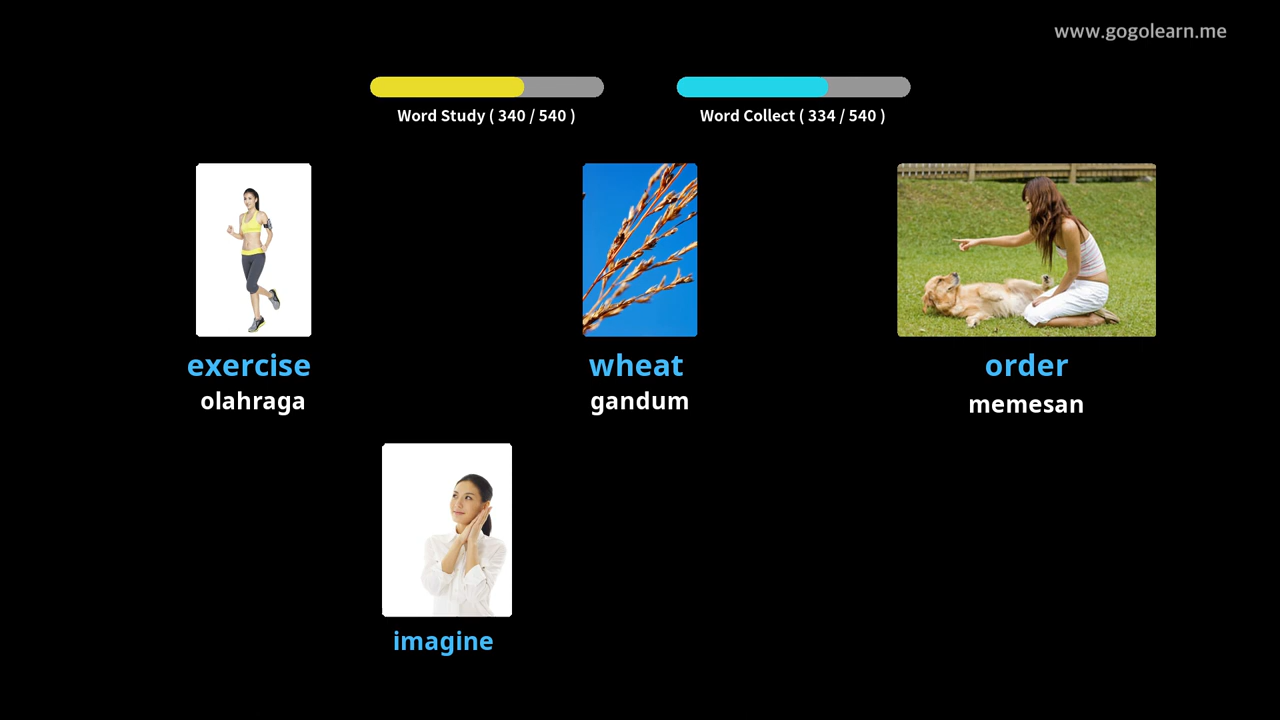 www.gogolearn.me
Word Study ( 340 / 540 )
Word Collect ( 334 / 540 )
exercise
olahraga
wheat
gandum
order
memesan
imagine